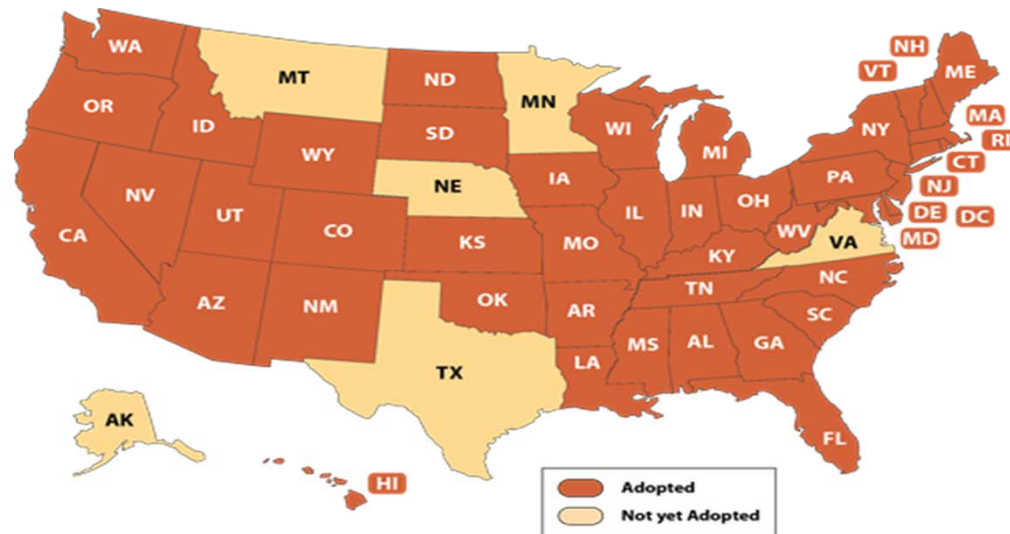 WA
MT
ND
MN
NH
VT
ME
OR
ID
SD
WI
MI
NY
MA
RI
CT
WY
NE
IA
PA
NJ
NV
UT
CO
IL
IN
OH
DE
DC
CA
KS
MO
KY
WV
VA
MD
AZ
NM
OK
AR
TN
NC
SC
TX
LA
MS
AL
GA
AK
FL
HI
Adopted
Not yet Adopted